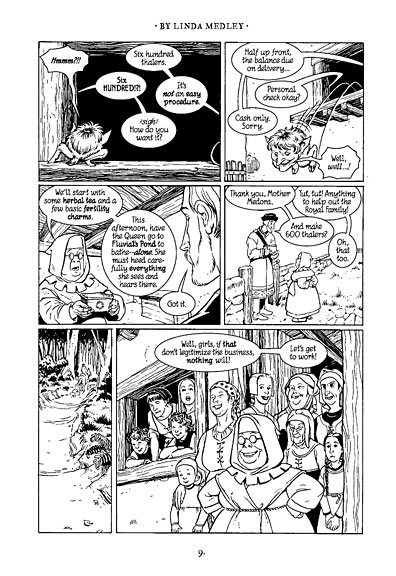 • BY LINDA MEDLEY •
Hmmm?!!
Six hundred
thalers.
Six
HUNDRED?!
It's
not an easy
procedure.
¡sigh!
How do you
want it?
Half up front,
the balance due
on delivery...
Personal
check okay?
Cash only.
Sorry.
Well,
well...!
We'll start with
some herbal tea and a
few basic fertility
charms.
This
afternoon, have
the Queen go to
Fluvial's Pond to
bathe--alone. She
must heed care-
fully everything
she sees and
hears there.
Got it.
Thank you, Mother
Medora.
Tut, tut! Anything
to help out the
Royal family!
And make
600 thalers?
Oh,
that
too.
Well, girls, if that
don't legitimize the business,
nothing will!
Let's get
to work!
9.